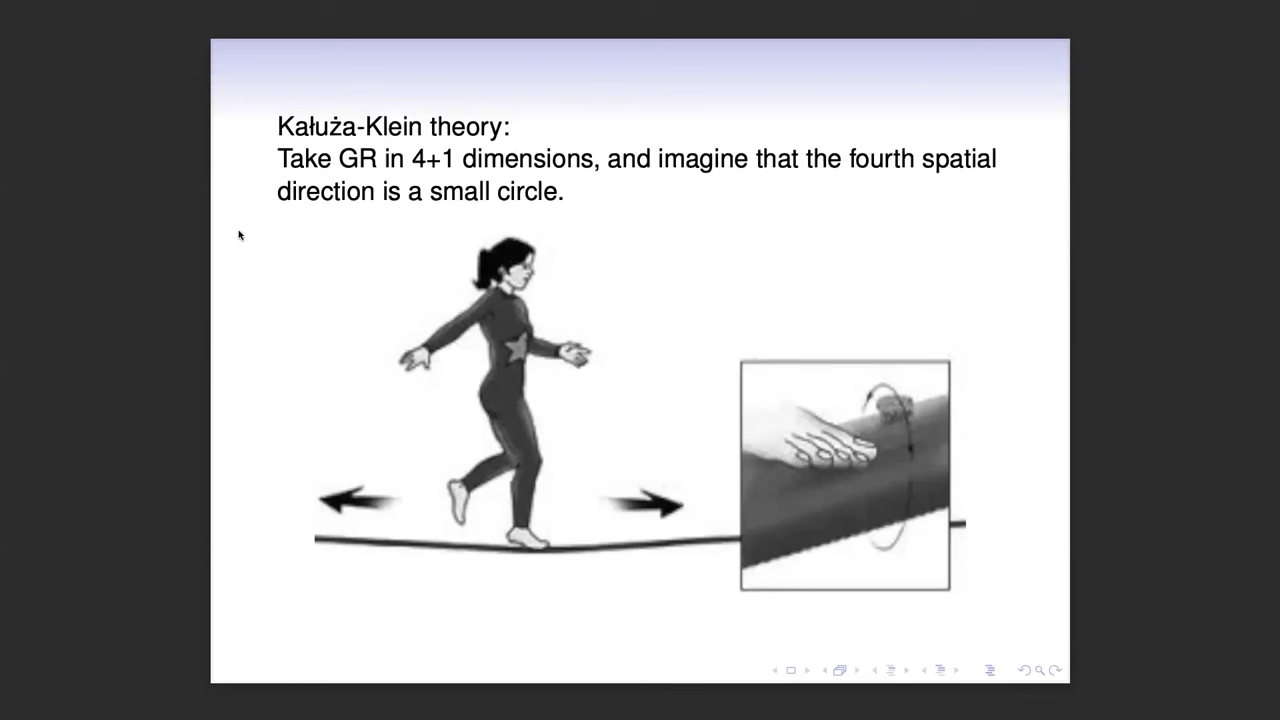 Kałuża-Klein theory:
Take GR in 4+1 dimensions, and imagine that the fourth spatial
direction is a small circle.